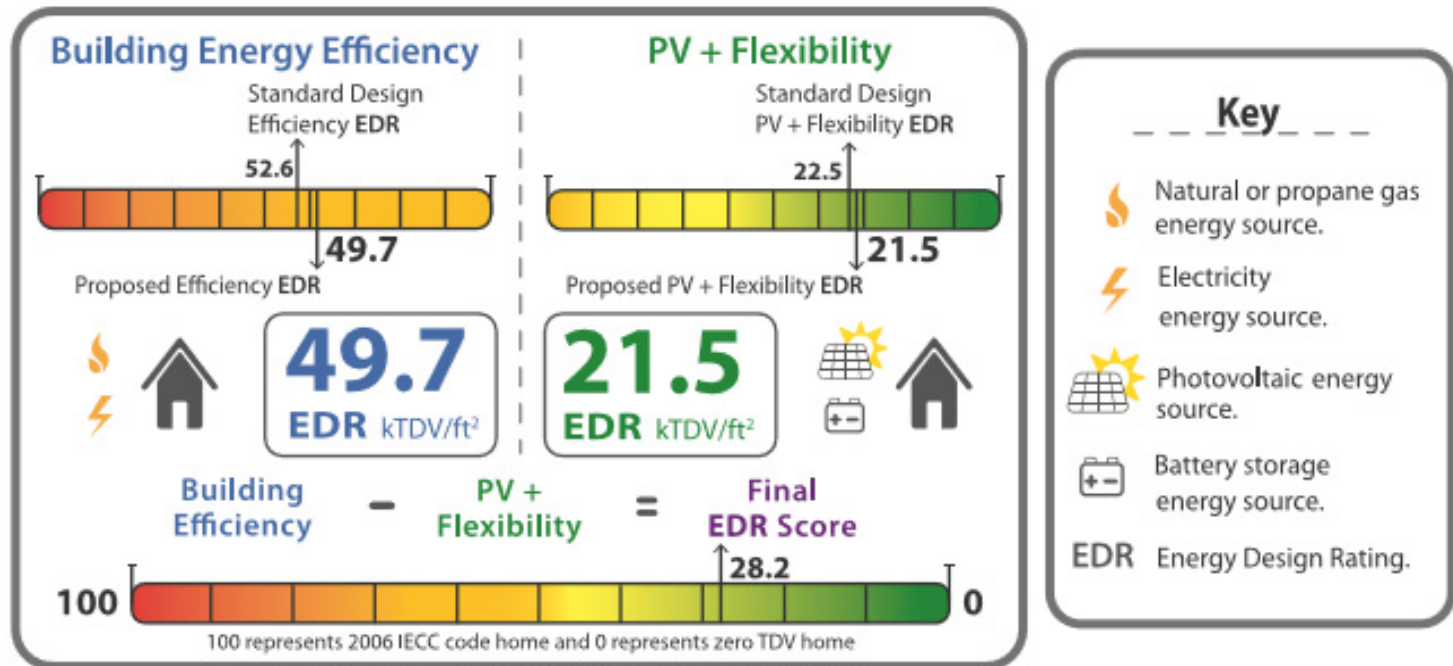 Building Energy Efficiency
Standard Design
Efficiency EDR
52.6
49.7
Proposed Efficiency EDR
49.7
EDR kTDV/ft²
PV + Flexibility
Standard Design
PV + Flexibility EDR
22.5
21.5
Proposed PV + Flexibility EDR
21.5
EDR kTDV/ft²
Building
Efficiency
-
PV +
Flexibility
=
Final
EDR Score
28.2
100
0
100 represents 2006 IECC code home and 0 represents zero TDV home
Key
Natural or propane gas
energy source.
Electricity
energy source.
Photovoltaic energy
source.
Battery storage
energy source.
EDR Energy Design Rating.